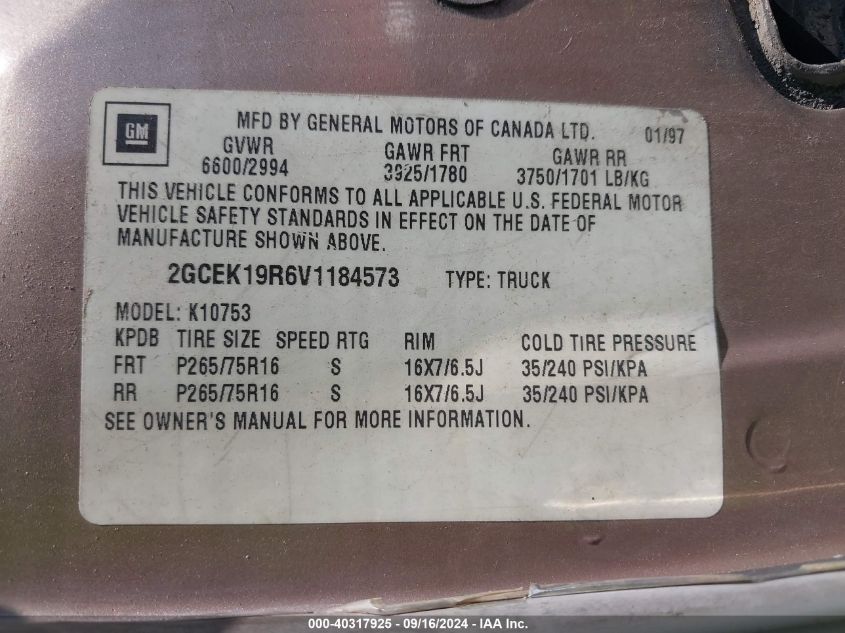 GM
MFD BY GENERAL MOTORS OF CANADA LTD. 01/97
GVWR GAWR FRT GAWR RR
6600/2994 3925/1780 3750/1701 LB/KG
THIS VEHICLE CONFORMS TO ALL APPLICABLE U.S. FEDERAL MOTOR
VEHICLE SAFETY STANDARDS IN EFFECT ON THE DATE OF
MANUFACTURE SHOWN ABOVE.
2GCEK19R6V1184573 TYPE: TRUCK
MODEL: K10753
KPDB TIRE SIZE SPEED RTG RIM COLD TIRE PRESSURE
FRT P265/75R16 S 16X7/6.5J 35/240 PSI/KPA
RR P265/75R16 S 16X7/6.5J 35/240 PSI/KPA
SEE OWNER'S MANUAL FOR MORE INFORMATION.
000-40317925 - 09/16/2024 - IAA Inc.